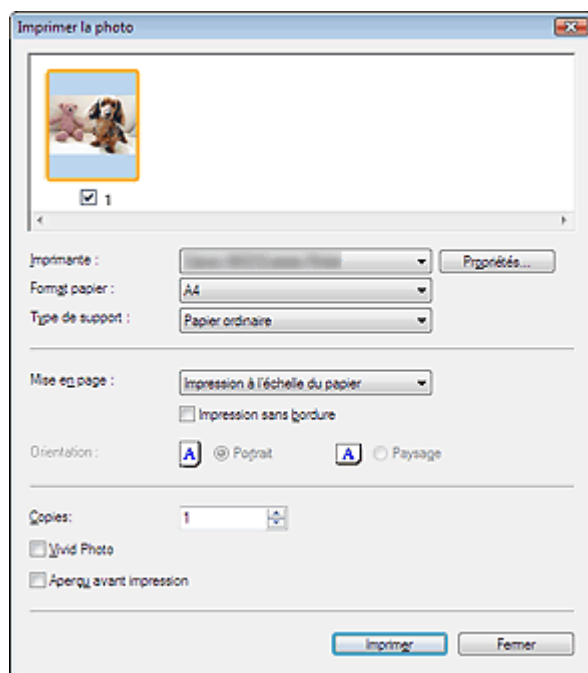 Imprimer la photo
1
Imprimante :
Propriétés...
Format papier :
A4
Type de support :
Papier ordinaire
Mise en page :
Impression à l'échelle du papier
Impression sans bordure
Orientation :
A
Portrait
A
Paysage
Copies:
1
Vivid Photo
Aperçu avant impression
Imprimer
Fermer